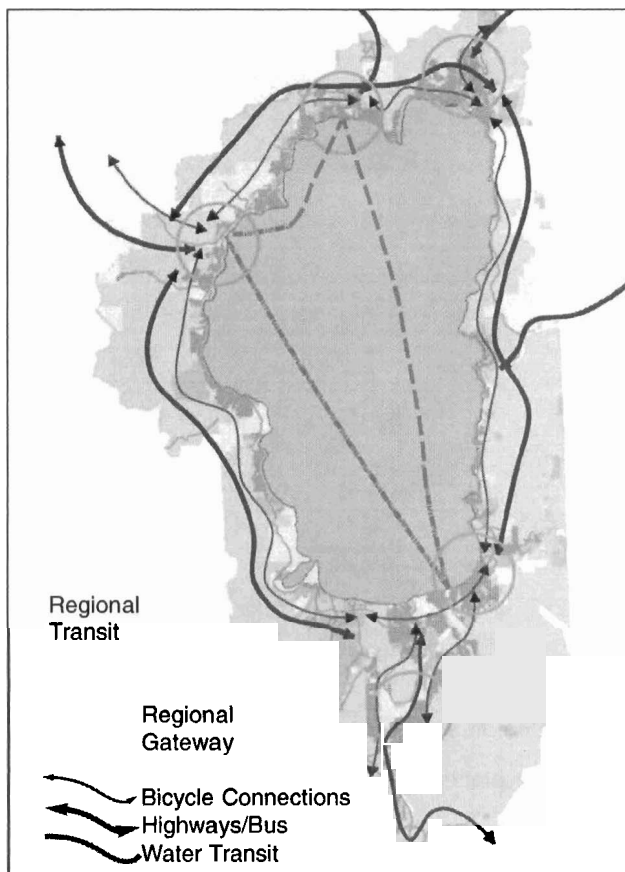 Regional
Transit
Regional
Gateway
Bicycle Connections
Highways/Bus
Water Transit